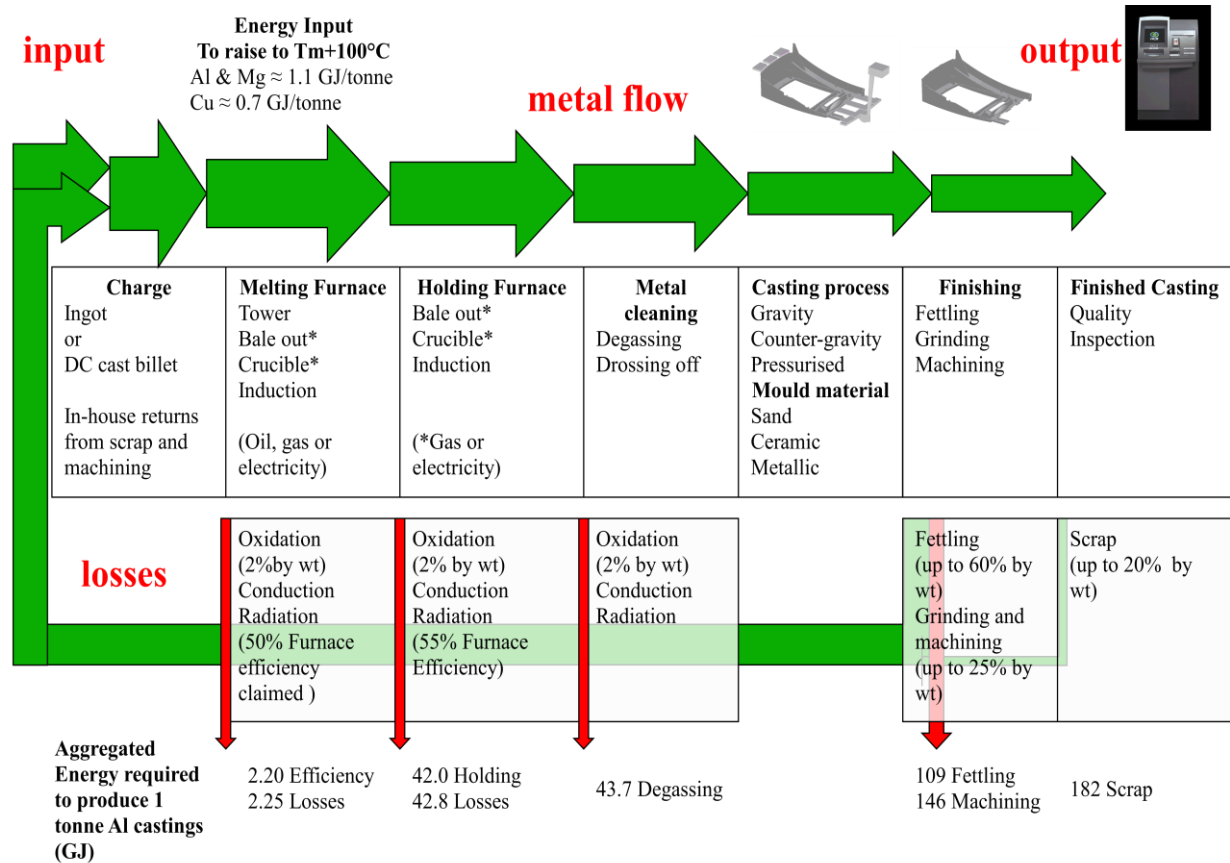 input
Energy Input
To raise to Tm+100°C
Al & Mg ≈ 1.1 GJ/tonne
Cu ≈ 0.7 GJ/tonne
metal flow
output
Charge
Ingot
or
DC cast billet
In-house returns
from scrap and
machining
Melting Furnace
Tower
Bale out*
Crucible*
Induction
(Oil, gas or
electricity)
Holding Furnace
Bale out*
Crucible*
Induction
(*Gas or
electricity)
Metal
cleaning
Degassing
Drossing off
Casting process
Gravity
Counter-gravity
Pressurised
Mould material
Sand
Ceramic
Metallic
Finishing
Fettling
Grinding
Machining
Finished Casting
Quality
Inspection
losses
Oxidation
(2%by wt)
Conduction
Radiation
(50% Furnace
efficiency
claimed )
Oxidation
(2% by wt)
Conduction
Radiation
(55% Furnace
Efficiency)
Oxidation
(2% by wt)
Conduction
Radiation
Fettling
(up to 60% by
wt)
Grinding and
machining
(up to 25% by
wt)
Scrap
(up to 20% by
wt)
Aggregated
Energy required
to produce 1
tonne Al castings
(GJ)
2.20 Efficiency
2.25 Losses
42.0 Holding
42.8 Losses
43.7 Degassing
109 Fettling
146 Machining
182 Scrap